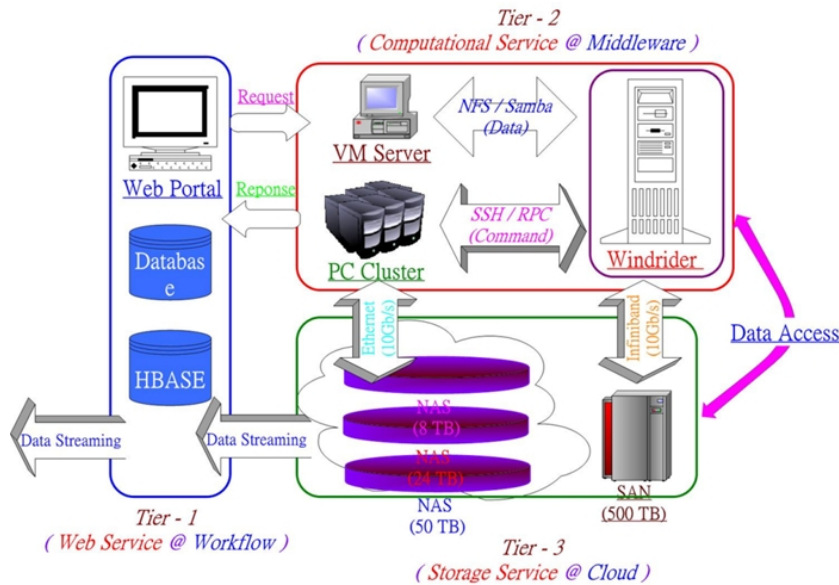 Tier - 2
( Computational Service @ Middleware )
Request
Reponse
Web Portal
Databas
e
HBASE
VM Server
PC Cluster
NFS / Samba
(Data)
SSH / RPC
(Command)
Windrider
Ethernet
(10Gb/s)
Infiniband
(10Gb/s)
Data Access
NAS
(8 TB)
NAS
(24 TB)
NAS
(50 TB)
SAN
(500 TB)
Data Streaming
Data Streaming
Tier - 1
( Web Service @ Workflow )
Tier - 3
( Storage Service @ Cloud )